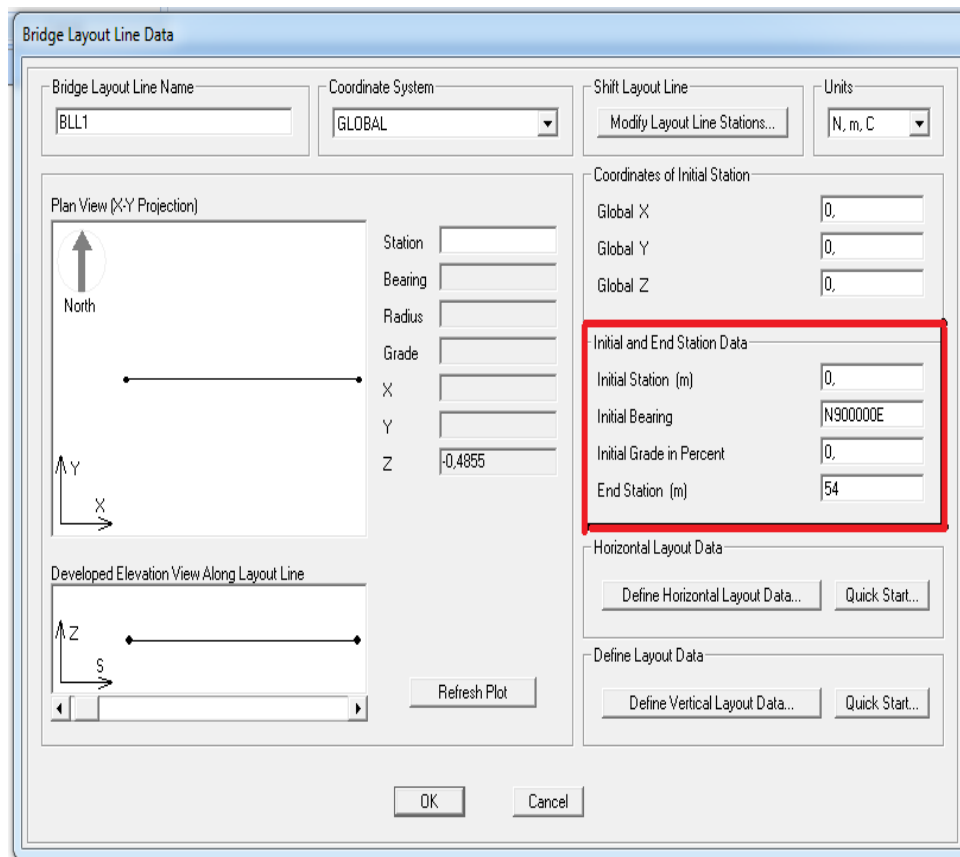 Bridge Layout Line Data
Bridge Layout Line Name
BLL1
Coordinate System
GLOBAL
Shift Layout Line
Modify Layout Line Stations...
Units
N, m, C
Plan View (X-Y Projection)
North
Y
X
Station
Bearing
Radius
Grade
X
Y
Z -0,4855
Coordinates of Initial Station
Global X 0,
Global Y 0,
Global Z 0,
Initial and End Station Data
Initial Station (m) 0,
Initial Bearing N900000E
Initial Grade in Percent 0,
End Station (m) 54
Developed Elevation View Along Layout Line
Z
S
Refresh Plot
Horizontal Layout Data
Define Horizontal Layout Data... Quick Start...
Define Layout Data
Define Vertical Layout Data... Quick Start...
OK Cancel